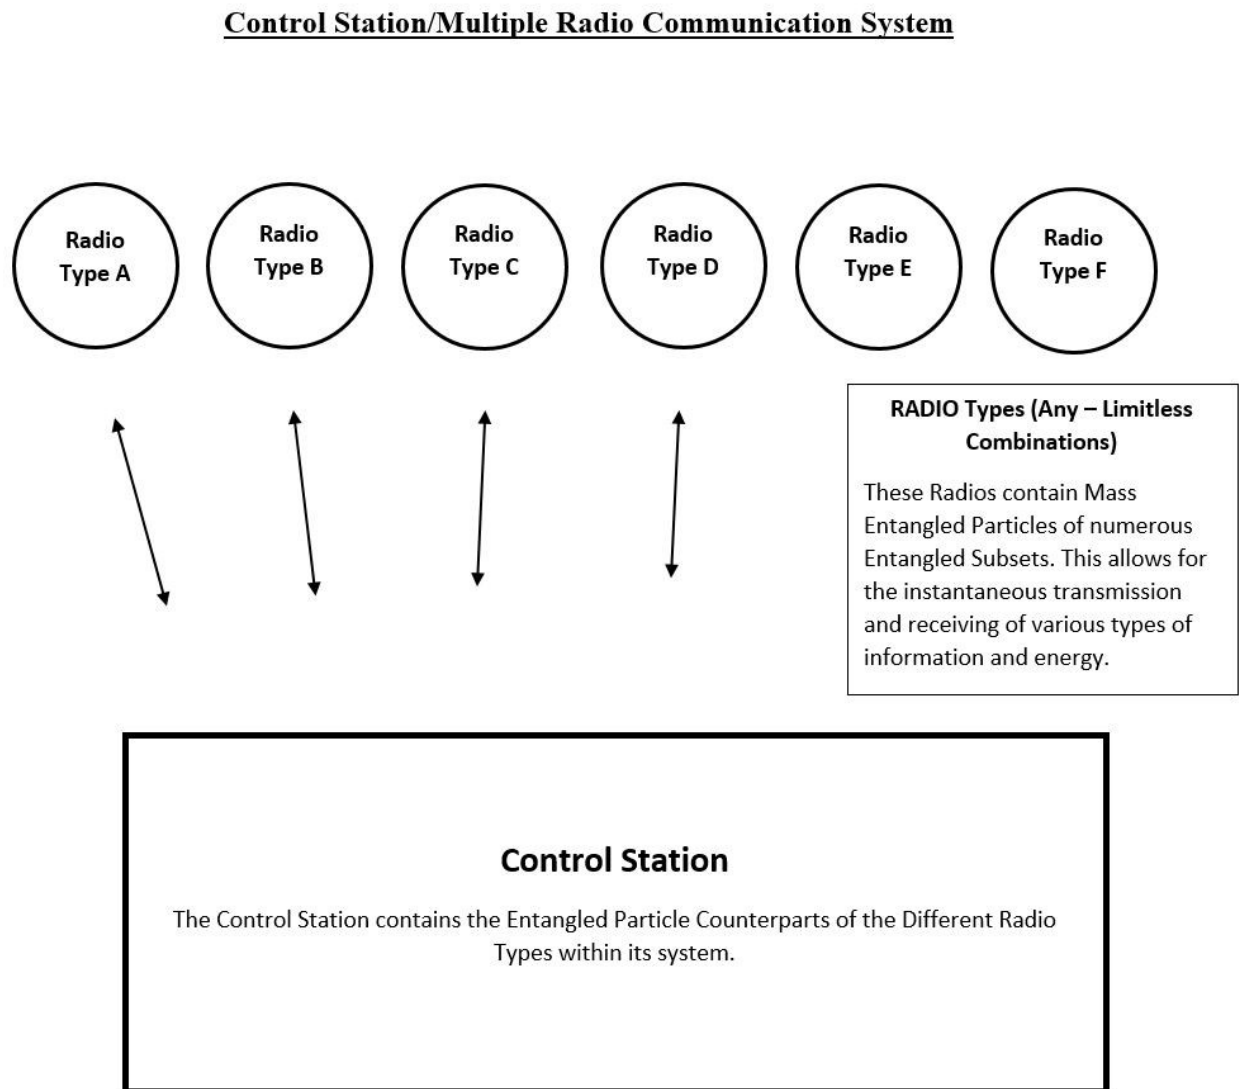 Control Station/Multiple Radio Communication System
Radio
Type A
Radio
Type B
Radio
Type C
Radio
Type D
Radio
Type E
Radio
Type F
RADIO Types (Any – Limitless
Combinations)
These Radios contain Mass
Entangled Particles of numerous
Entangled Subsets. This allows for
the instantaneous transmission
and receiving of various types of
information and energy.
Control Station
The Control Station contains the Entangled Particle Counterparts of the Different Radio
Types within its system.